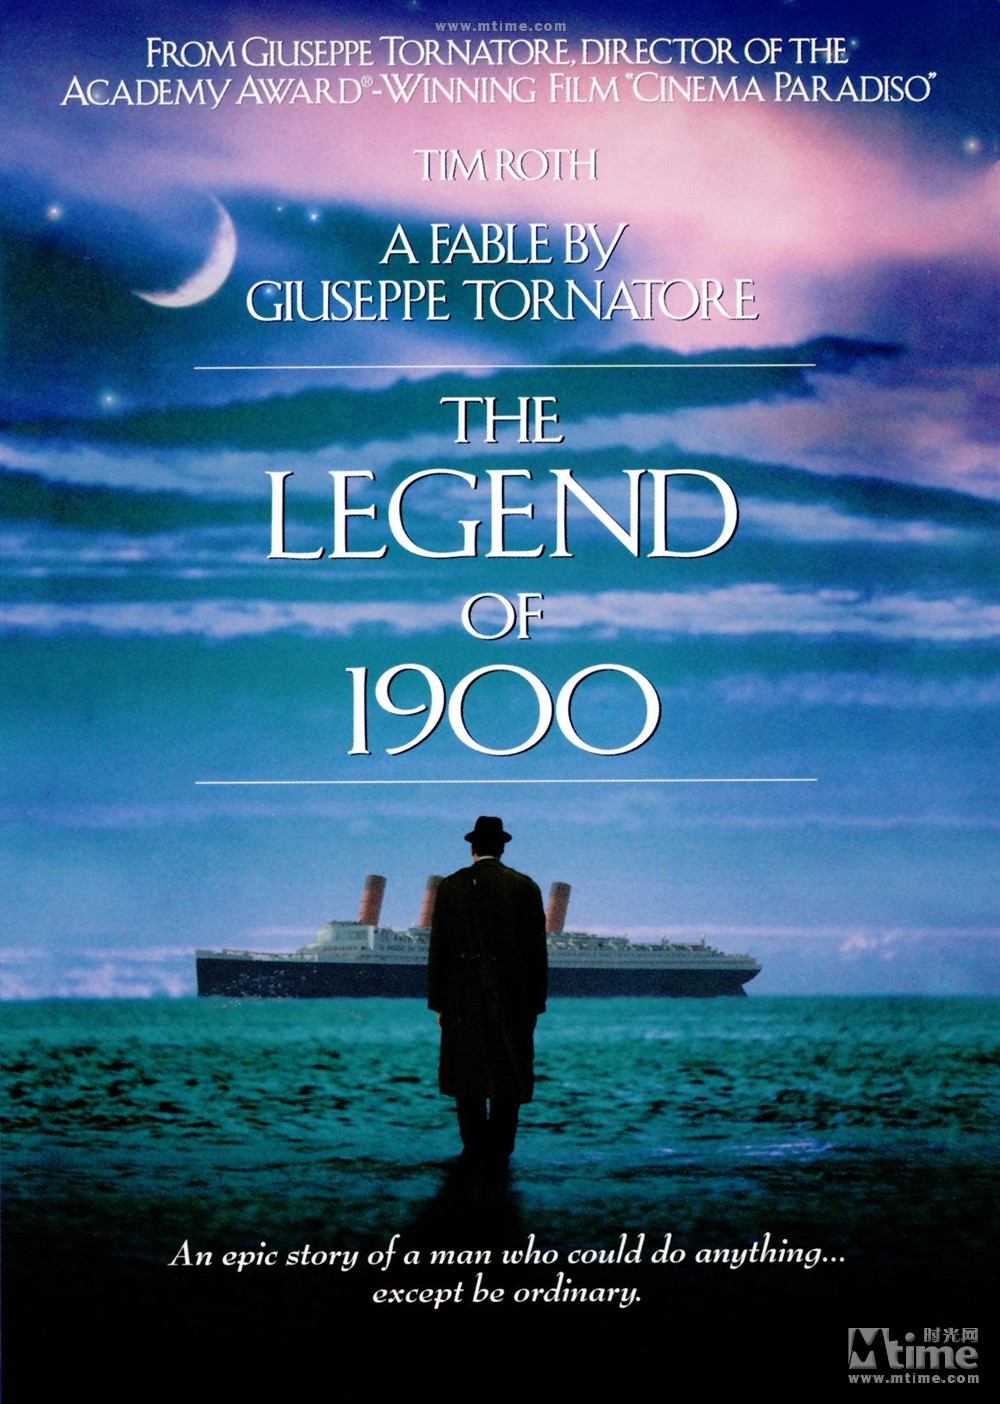 www.mtime.com
FROM GIUSEPPE TORNATORE, DIRECTOR OF THE
ACADEMY AWARD®-WINNING FILM "CINEMA PARADISO"
TIM ROTH
A FABLE BY
GIUSEPPE TORNATORE
THE
LEGEND
OF
1900
An epic story of a man who could do anything...
except be ordinary.
Mtime 时光网
www.mtime.com